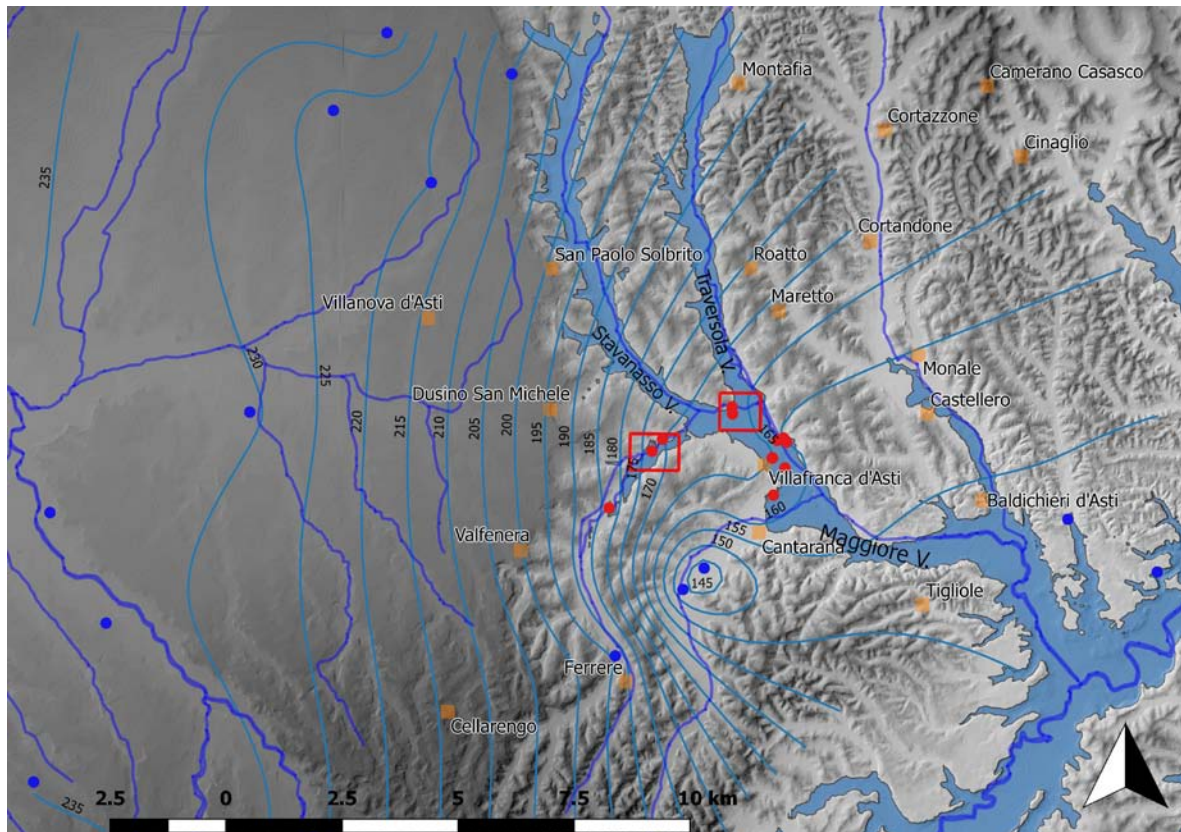 Montafia
Camerano Casasco
Cortazzone
Cinaglio
235
Cortandone
San Paolo Solbrito
Roatto
Traversola V.
Maretto
Villanova d'Asti
Stavanasso V.
230
Monale
225
Dusino San Michele
Castellero
220
215
210
205
200
195
190
185
180
175
170
165
Villafranca d'Asti
160
Baldichieri d'Asti
155
150
Valfenera
Cantarana
Maggiore V.
145
Tigliole
Ferrere
Cellarengo
235
2.5
0
2.5
5
7.5
10 km